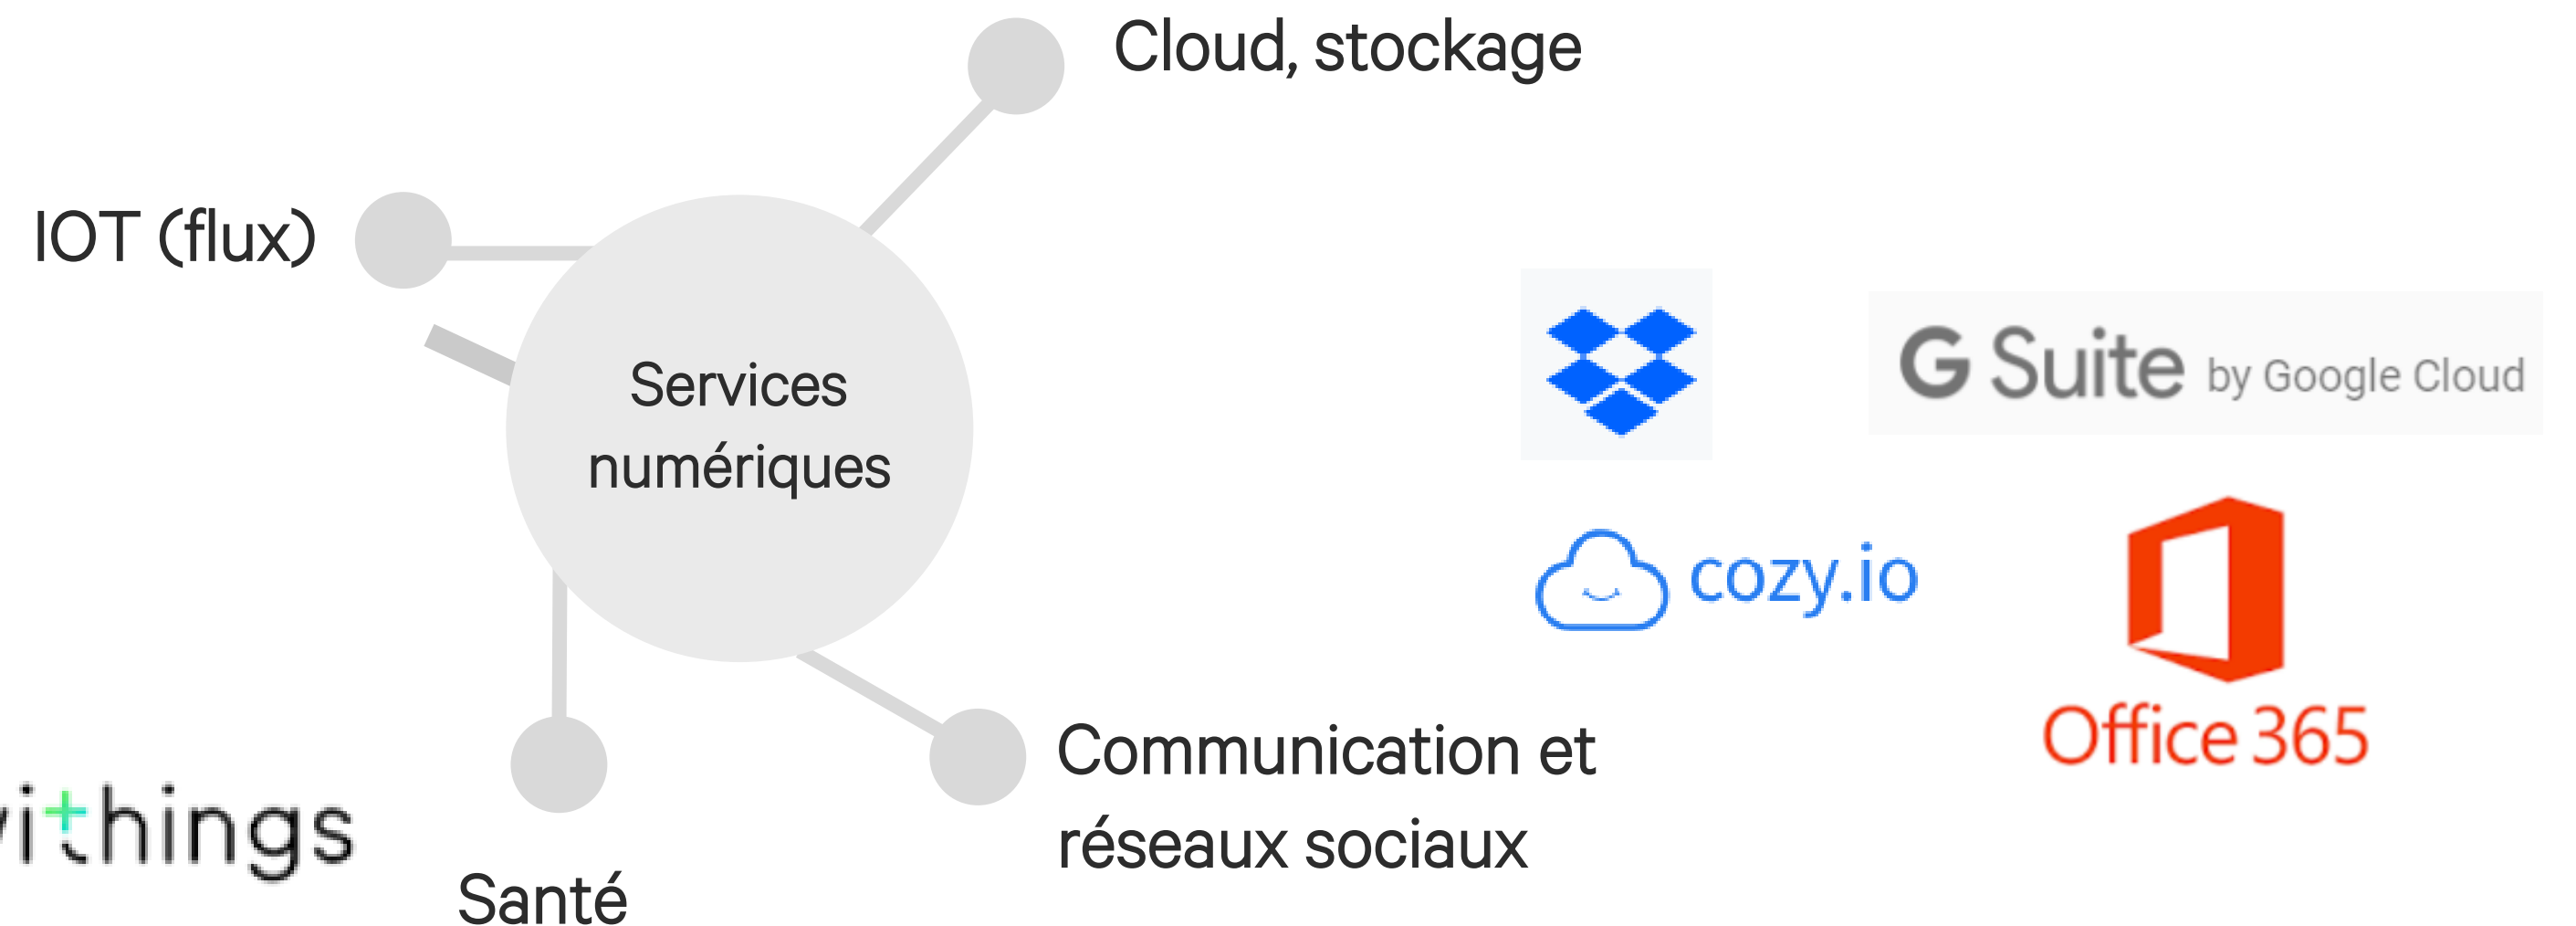 Cloud, stockage
IOT (flux)
Services
numériques
G Suite by Google Cloud
cozy.io
Office 365
Communication et
réseaux sociaux
ithings
Santé